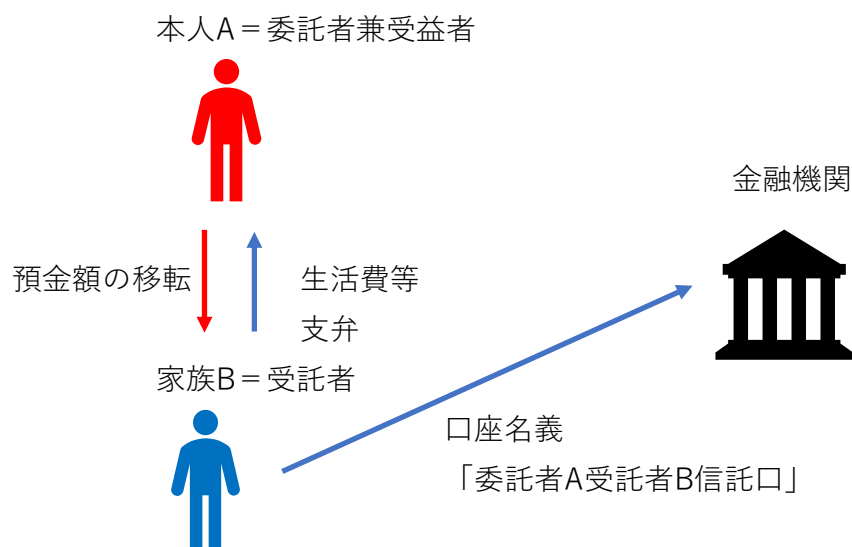 本人A＝委託者兼受益者
金融機関
預金額の移転
生活費等
支弁
家族B＝受託者
口座名義
「委託者A受託者B信託口」